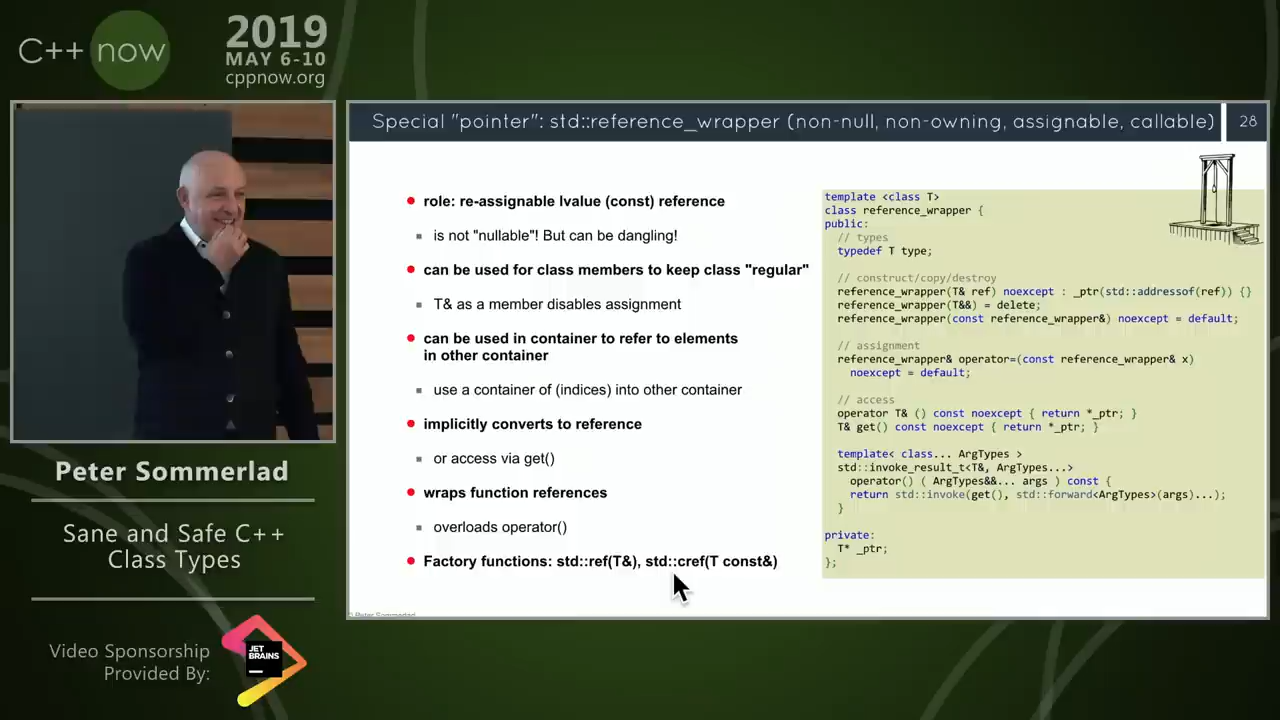 C++ now
2019
MAY 6-10
cppnow.org
Special "pointer": std::reference_wrapper (non-null, non-owning, assignable, callable)
28
role: re-assignable lvalue (const) reference
is not "nullable"! But can be dangling!
can be used for class members to keep class "regular"
T& as a member disables assignment
can be used in container to refer to elements
in other container
use a container of (indices) into other container
implicitly converts to reference
or access via get()
wraps function references
overloads operator()
Factory functions: std::ref(T&), std::cref(T const&)
template <class T>
class reference_wrapper {
public:
// types
typedef T type;
// construct/copy/destroy
reference_wrapper(T& ref) noexcept : _ptr(std::addressof(ref)) {}
reference_wrapper(T&&) = delete;
reference_wrapper(const reference_wrapper&) noexcept = default;
// assignment
reference_wrapper& operator=(const reference_wrapper& x)
noexcept = default;
// access
operator T& () const noexcept { return *_ptr; }
T& get() const noexcept { return *_ptr; }
template< class... ArgTypes >
std::invoke_result_t<T&, ArgTypes...>
operator() ( ArgTypes&&... args ) const {
return std::invoke(get(), std::forward<ArgTypes>(args)...);
}
private:
T* _ptr;
};
© Peter Sommerlad
Peter Sommerlad
Sane and Safe C++
Class Types
Video Sponsorship
Provided By:
JET
BRAINS